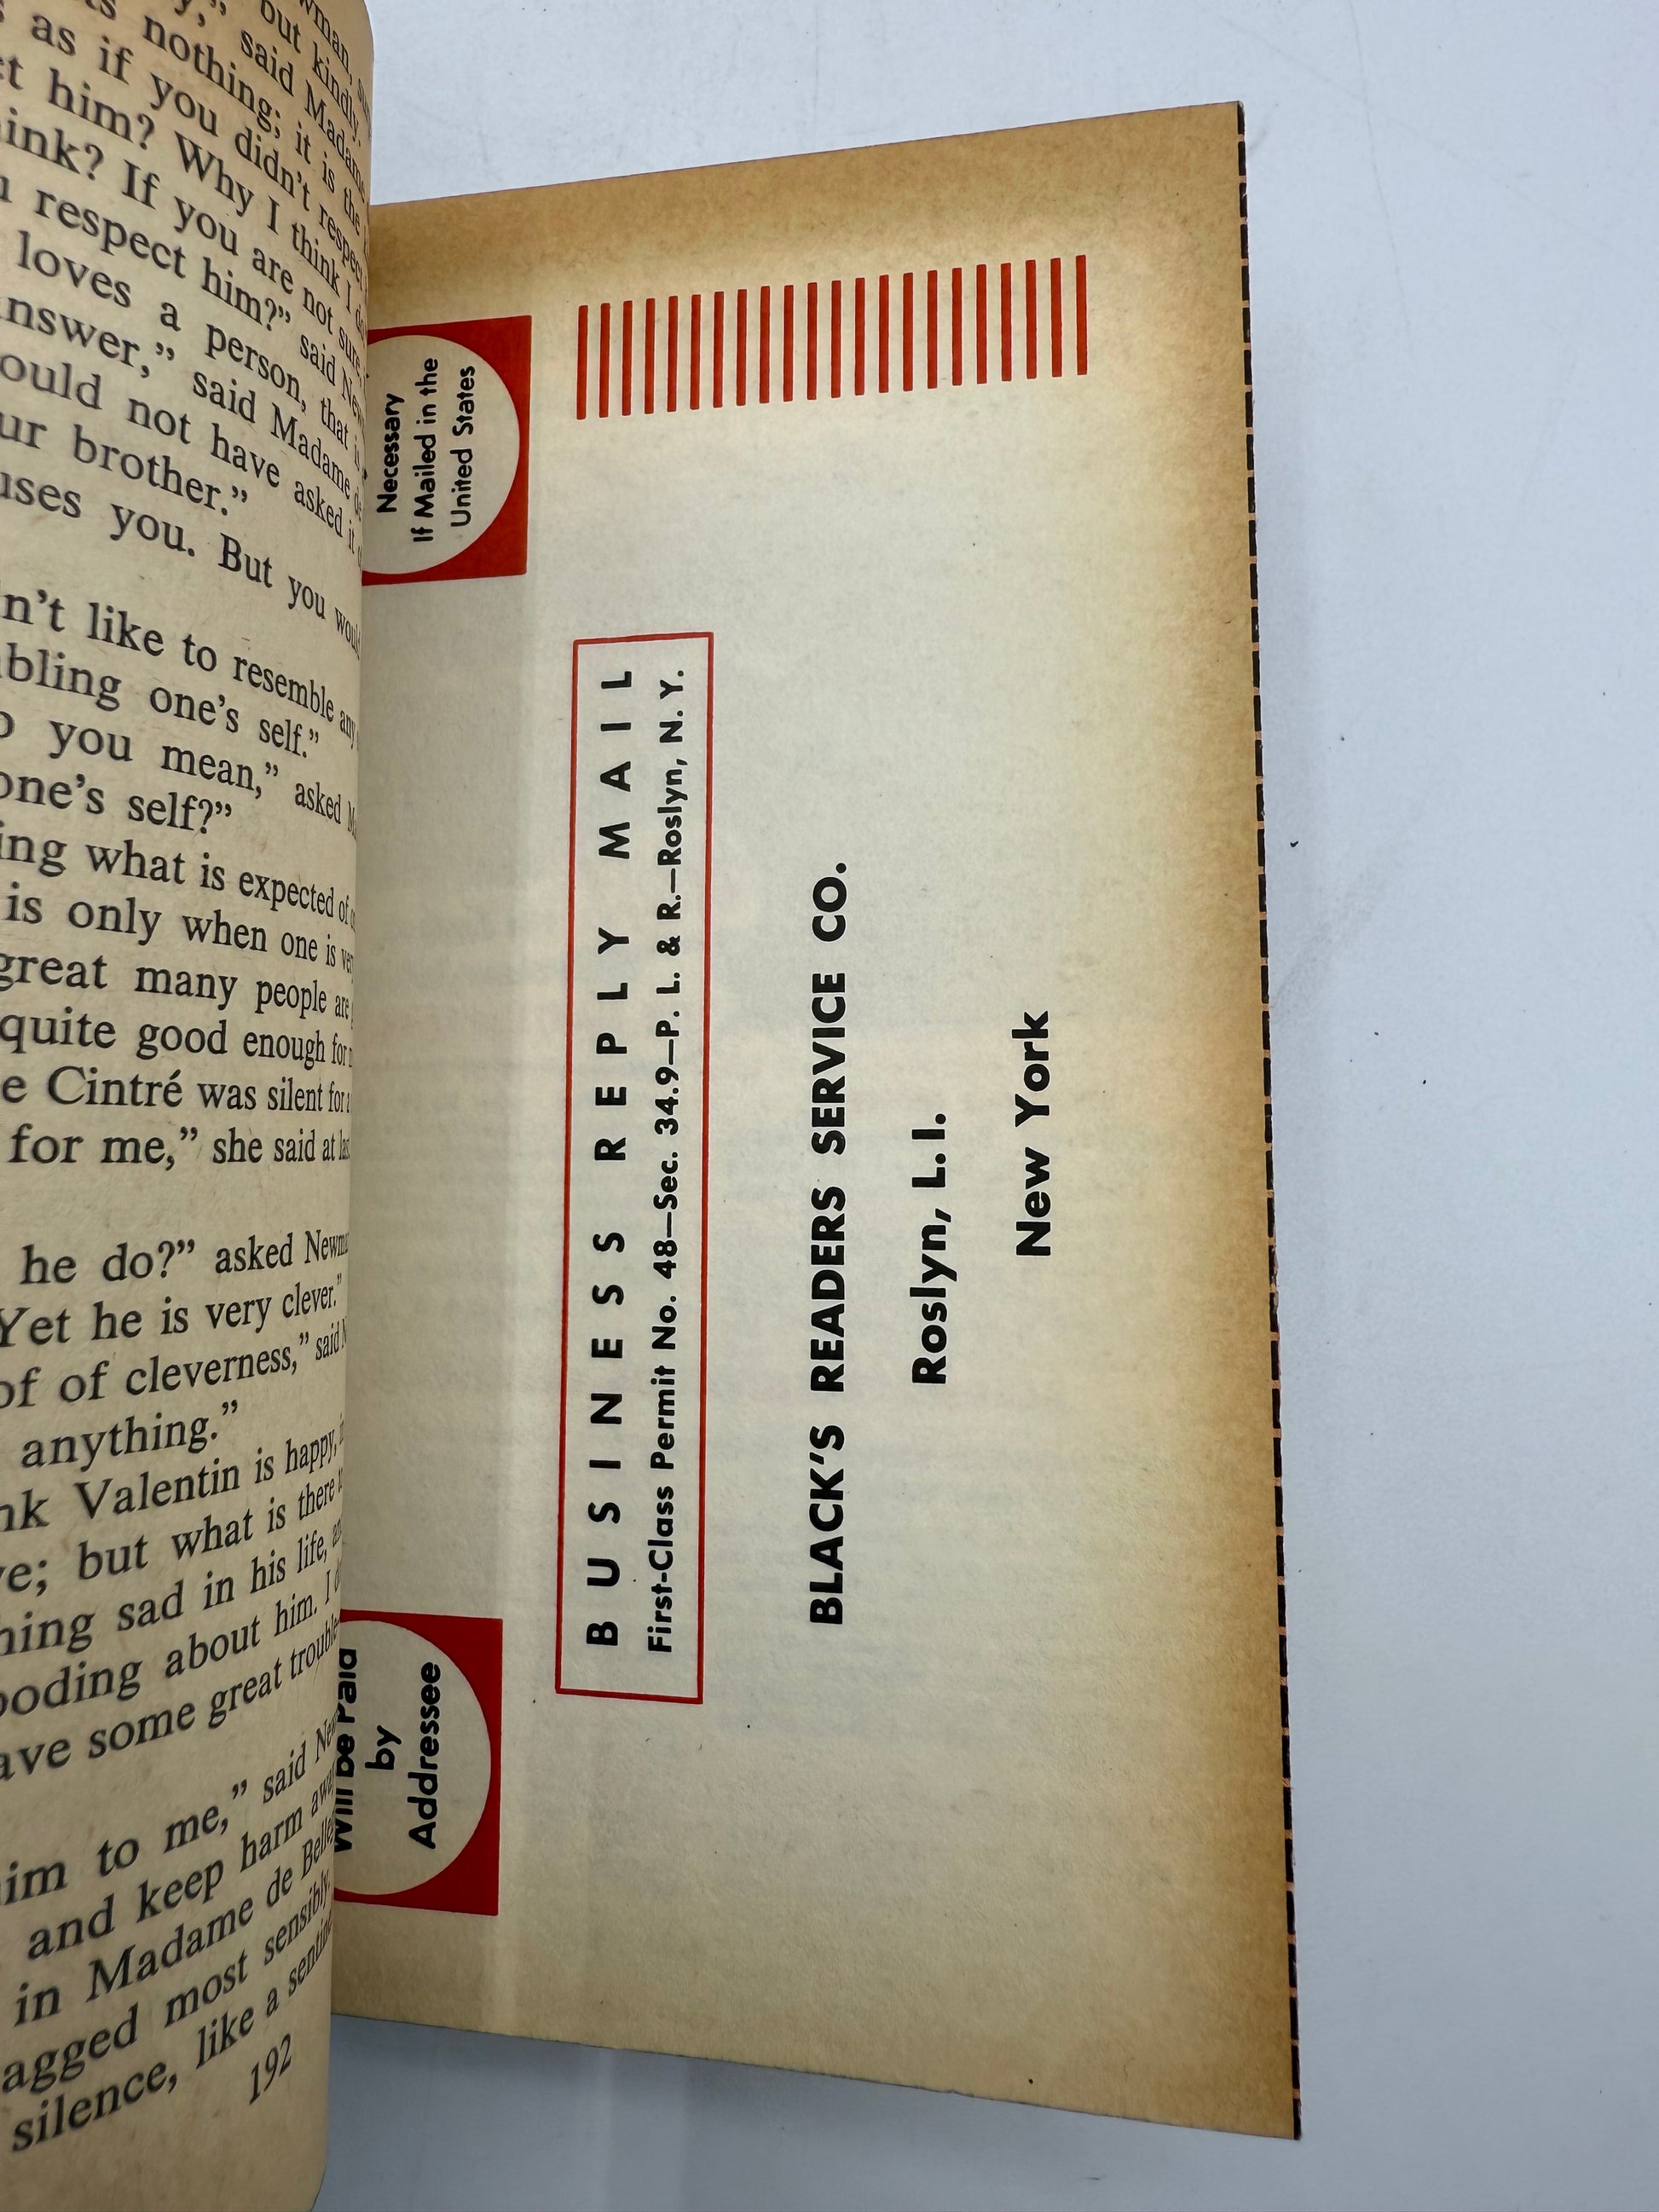 but kindly.
nothing; it is the
said Madame
as if you didn't respect
him? Why I think I
ink? If you are not sure,
respect him?" said
loves a person, that is
answer," said Madame de
ould not have asked it
ur brother."
uses you. But you would
n't like to resemble any
bling one's self."
you mean," asked
one's self?"
ing what is expected of
is only when one is very
great many people are
quite good enough for
e Cintré was silent for
for me," she said at
he do?" asked
Yet he is very clever."
of of cleverness," said
anything."
nk Valentin is happy,
ve; but what is there
hing sad in his life,
ooding about him. I
ave some great trouble
im to me," said
and keep harm
in Madame de
agged most sensibly.
silence, like a
192
Necessary
If Mailed in the
United States
Will be Paid
by
Addressee
BUSINESS REPLY MAIL
First-Class Permit No. 48—Sec. 34.9—P. L. & R.—Roslyn, N. Y.
BLACK'S READERS SERVICE CO.
Roslyn, L. I.
New York